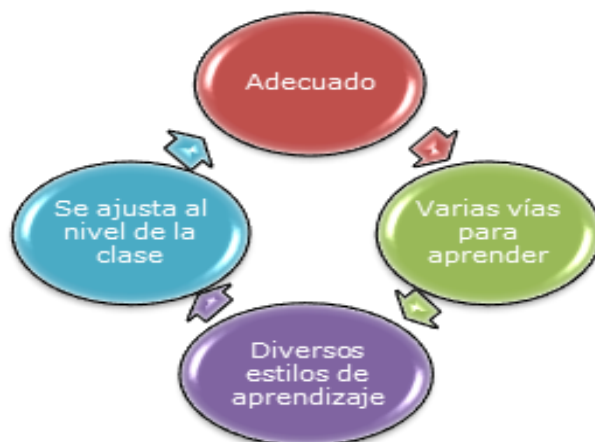 Adecuado
Varias vías
para
aprender
Diversos
estilos de
aprendizaje
Se ajusta al
nivel de la
clase